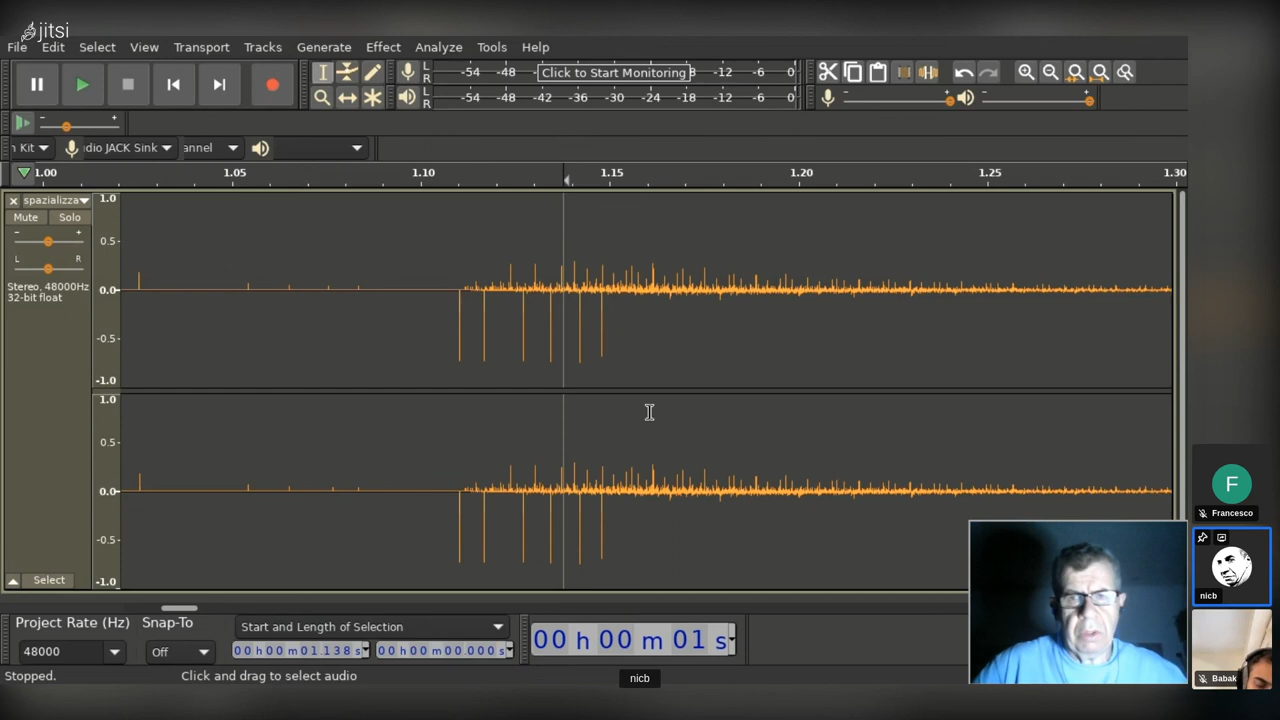 jitsi
File Edit Select View Transport Tracks Generate Effect Analyze Tools Help
L R -54 -48 Click to Start Monitoring 8 -12 -6 0
L R -54 -48 -42 -36 -30 -24 -18 -12 -6 0
n Kit udio JACK Sink annel
1.00 1.05 1.10 1.15 1.20 1.25 1.30
spazializza
Mute Solo
L R
Stereo, 48000Hz
32-bit float
1.0
0.5
0.0
-0.5
-1.0
1.0
0.5
0.0
-0.5
-1.0
Select
F
Francesco
nicb
Babak
Project Rate (Hz) Snap-To Start and Length of Selection
48000 Off 00 h 00 m 01.138 s 00 h 00 m 00.000 s
00 h 00 m 01 s
Stopped. Click and drag to select audio
nicb